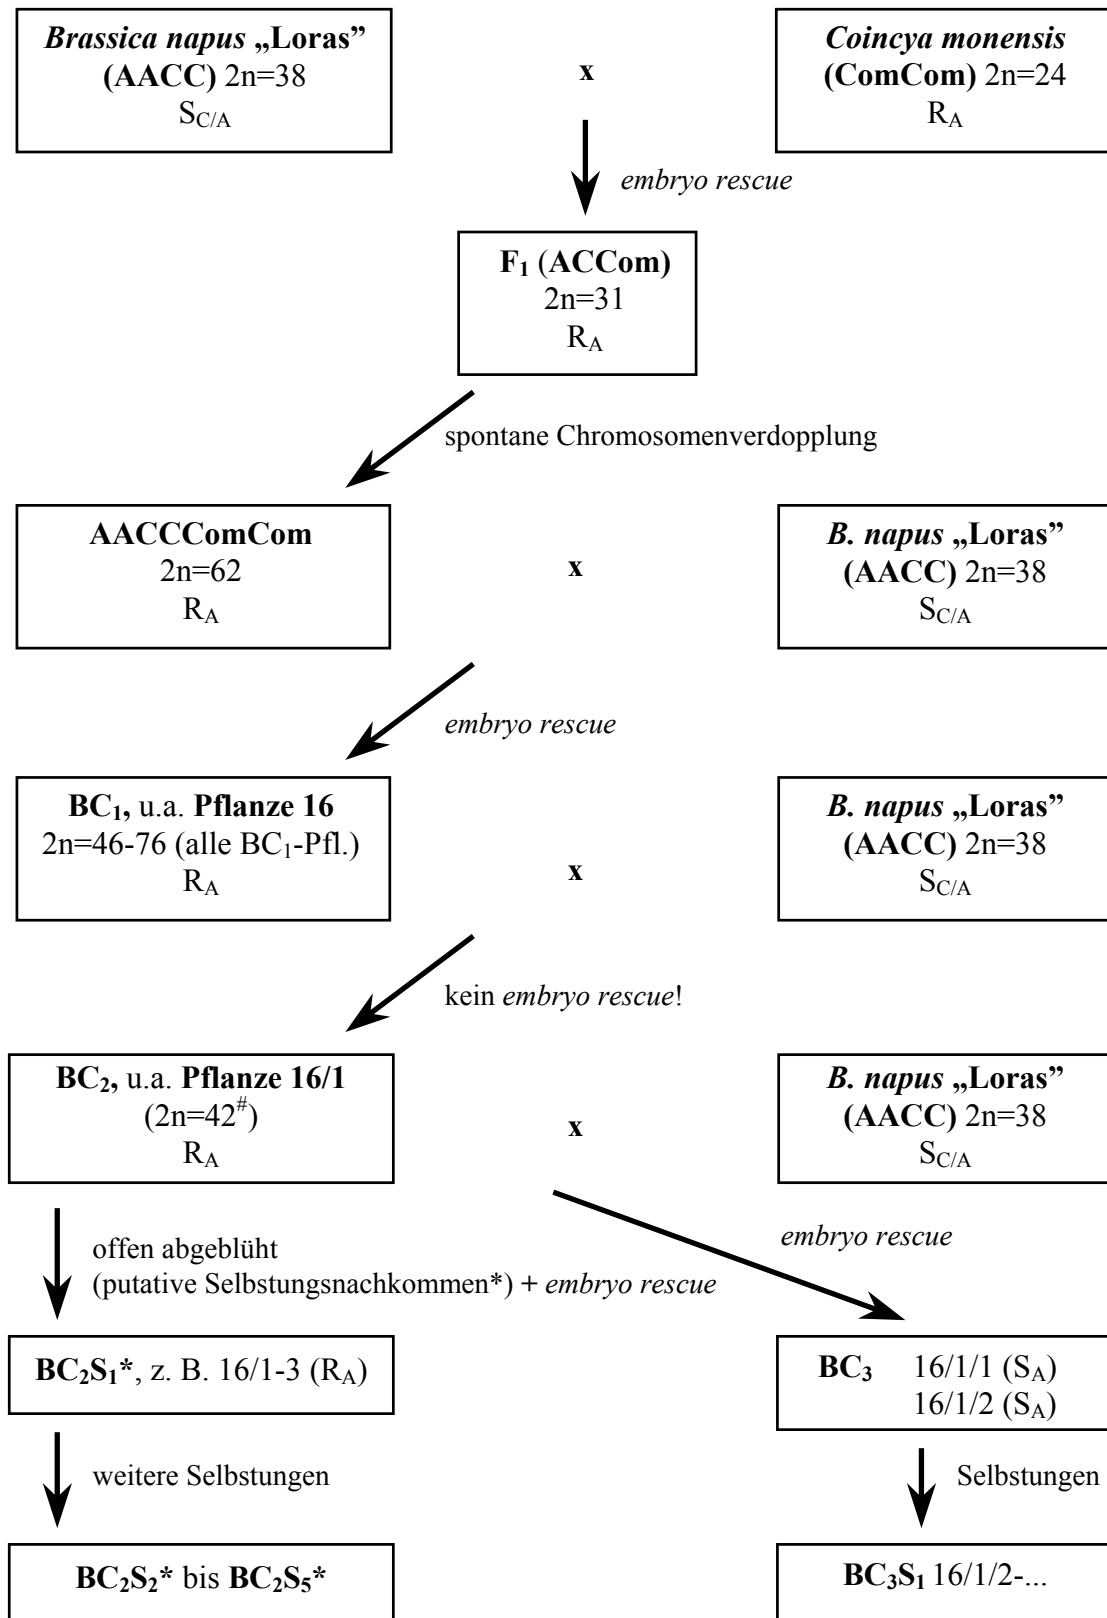 Brassica napus „Loras”
(AACC) 2n=38
S_C/A
x
Coincya monensis
(ComCom) 2n=24
R_A
embryo rescue
F₁ (ACCom)
2n=31
R_A
spontane Chromosomenverdopplung
AACCComCom
2n=62
R_A
x
B. napus „Loras”
(AACC) 2n=38
S_C/A
embryo rescue
BC₁, u.a. Pflanze 16
2n=46-76 (alle BC₁-Pfl.)
R_A
x
B. napus „Loras”
(AACC) 2n=38
S_C/A
kein embryo rescue!
BC₂, u.a. Pflanze 16/1
(2n=42#)
R_A
x
B. napus „Loras”
(AACC) 2n=38
S_C/A
offen abgeblüht
(putative Selbstungsnachkommen*) + embryo rescue
embryo rescue
BC₂S₁*, z. B. 16/1-3 (R_A)
BC₃ 16/1/1 (S_A)
16/1/2 (S_A)
weitere Selbstungen
Selbstungen
BC₂S₂* bis BC₂S₅*
BC₃S₁ 16/1/2-...